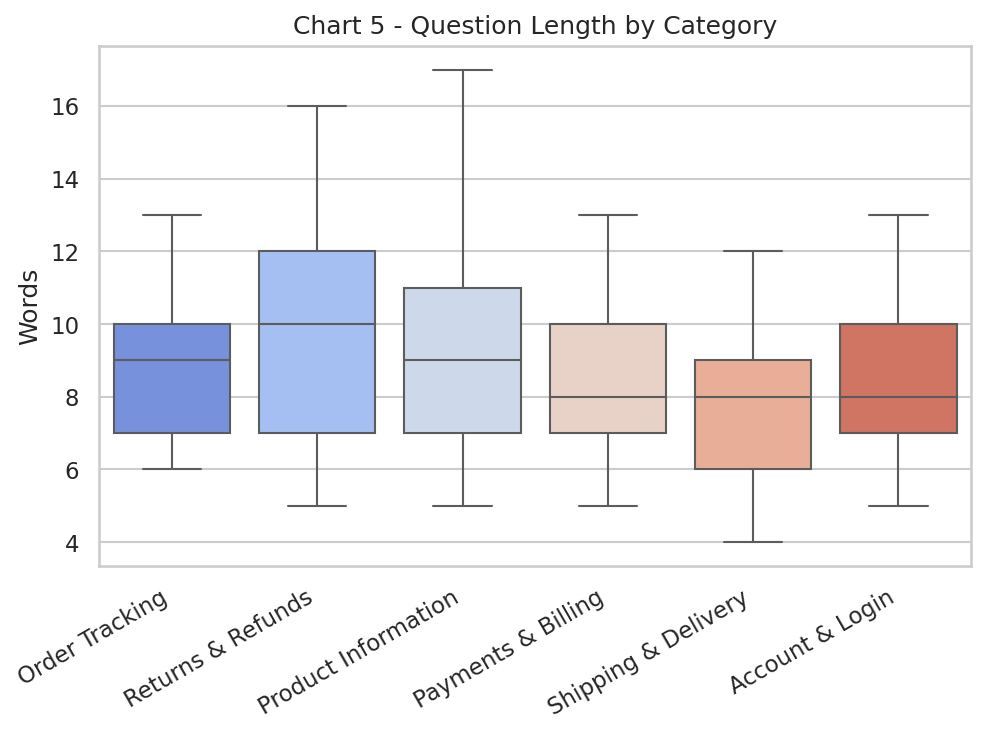 Chart 5 - Question Length by Category
Words
16
14
12
10
8
6
4
Order Tracking
Returns & Refunds
Product Information
Payments & Billing
Shipping & Delivery
Account & Login